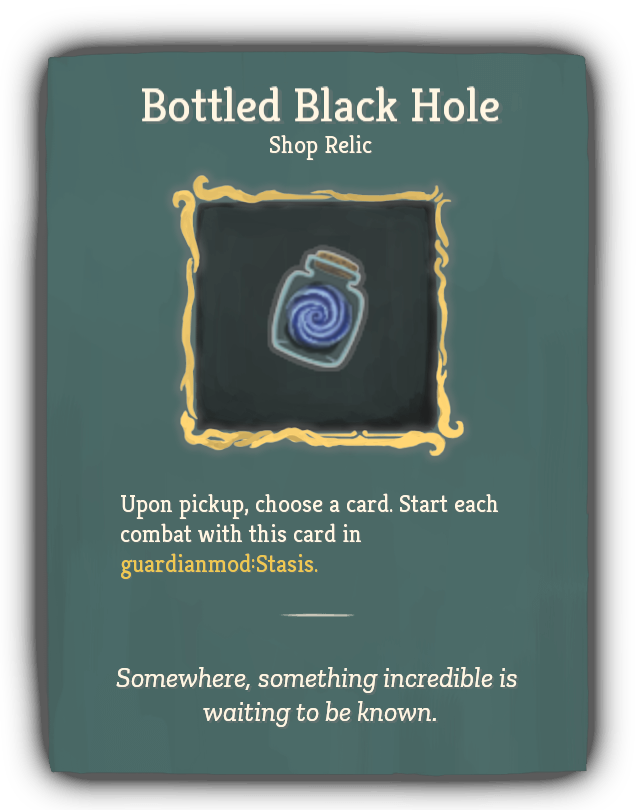 Bottled Black Hole
Shop Relic
Upon pickup, choose a card. Start each
combat with this card in
guardianmod:Stasis.
Somewhere, something incredible is
waiting to be known.